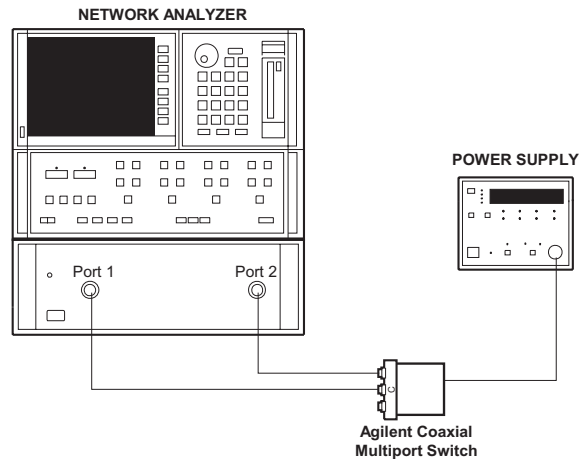 NETWORK ANALYZER
POWER SUPPLY
Port 1
Port 2
C
Agilent Coaxial
Multiport Switch